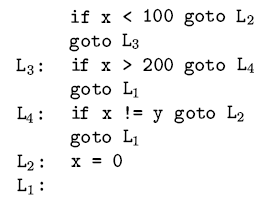 if x < 100 goto L₂
goto L₃
L₃: if x > 200 goto L₄
goto L₁
L₄: if x != y goto L₂
goto L₁
L₂: x = 0
L₁: